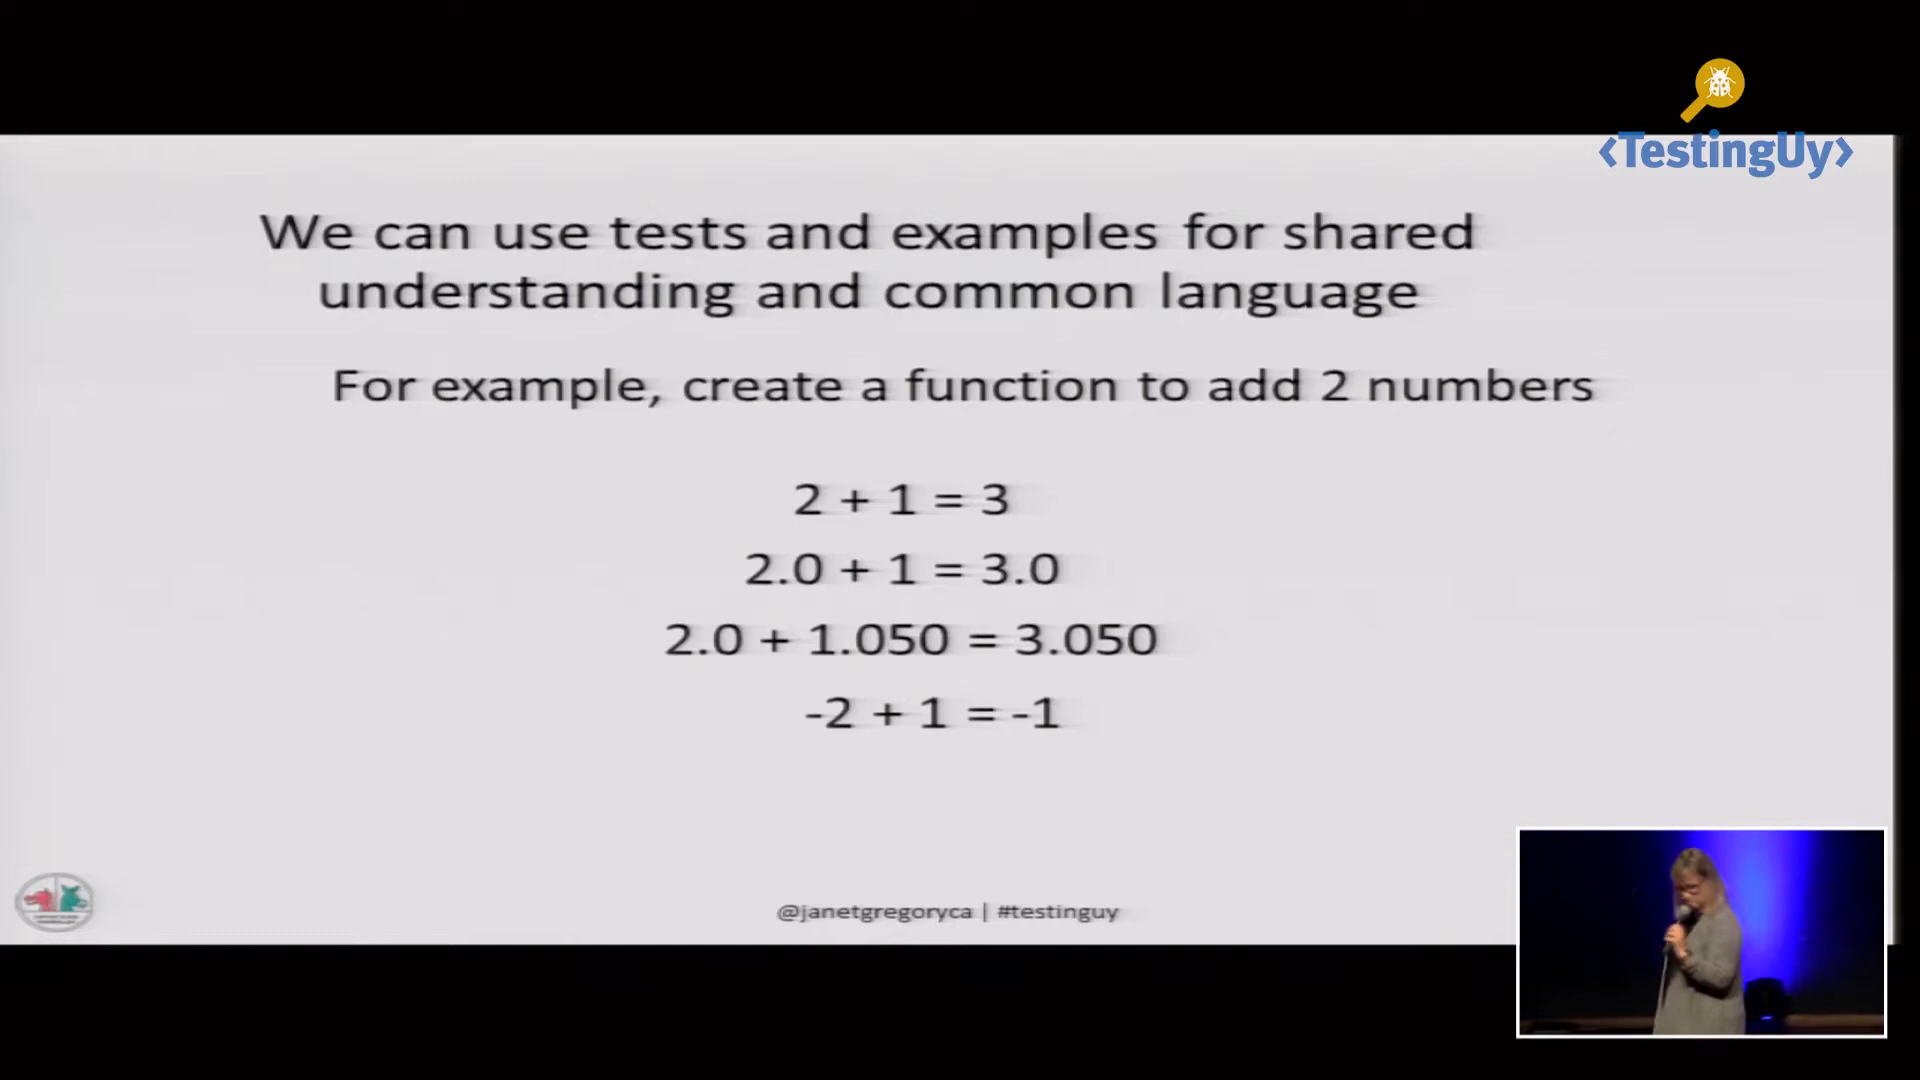 <TestingUy>
We can use tests and examples for shared
understanding and common language
For example, create a function to add 2 numbers
2 + 1 = 3
2.0 + 1 = 3.0
2.0 + 1.050 = 3.050
-2 + 1 = -1
@janetgregoryca | #testinguy